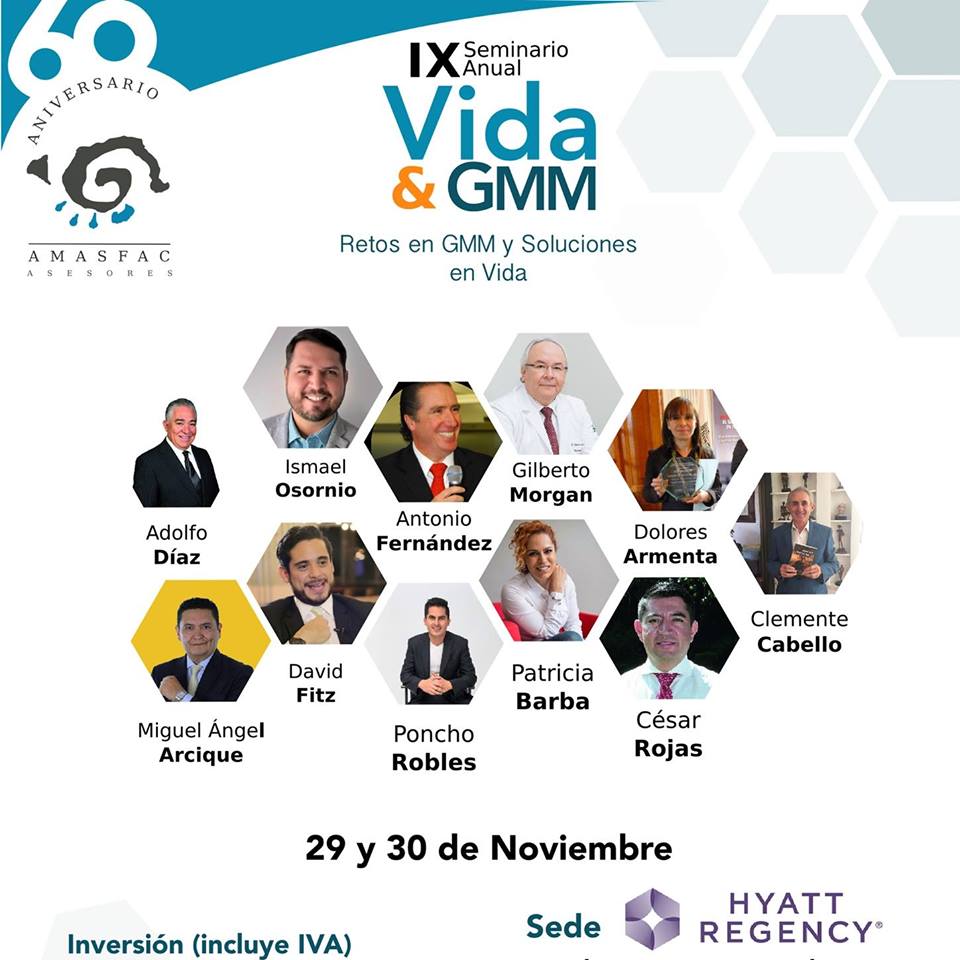 60
ANIVERSARIO
AMASFAC
ASESORES
IX Seminario
Anual
Vida
& GMM
Retos en GMM y Soluciones
en Vida
Adolfo
Díaz
Ismael
Osornio
Antonio
Fernández
Gilberto
Morgan
Dolores
Armenta
Clemente
Cabello
Miguel Ángel
Arcique
David
Fitz
Poncho
Robles
Patricia
Barba
César
Rojas
29 y 30 de Noviembre
Inversión (incluye IVA)
Sede
HYATT
REGENCY®